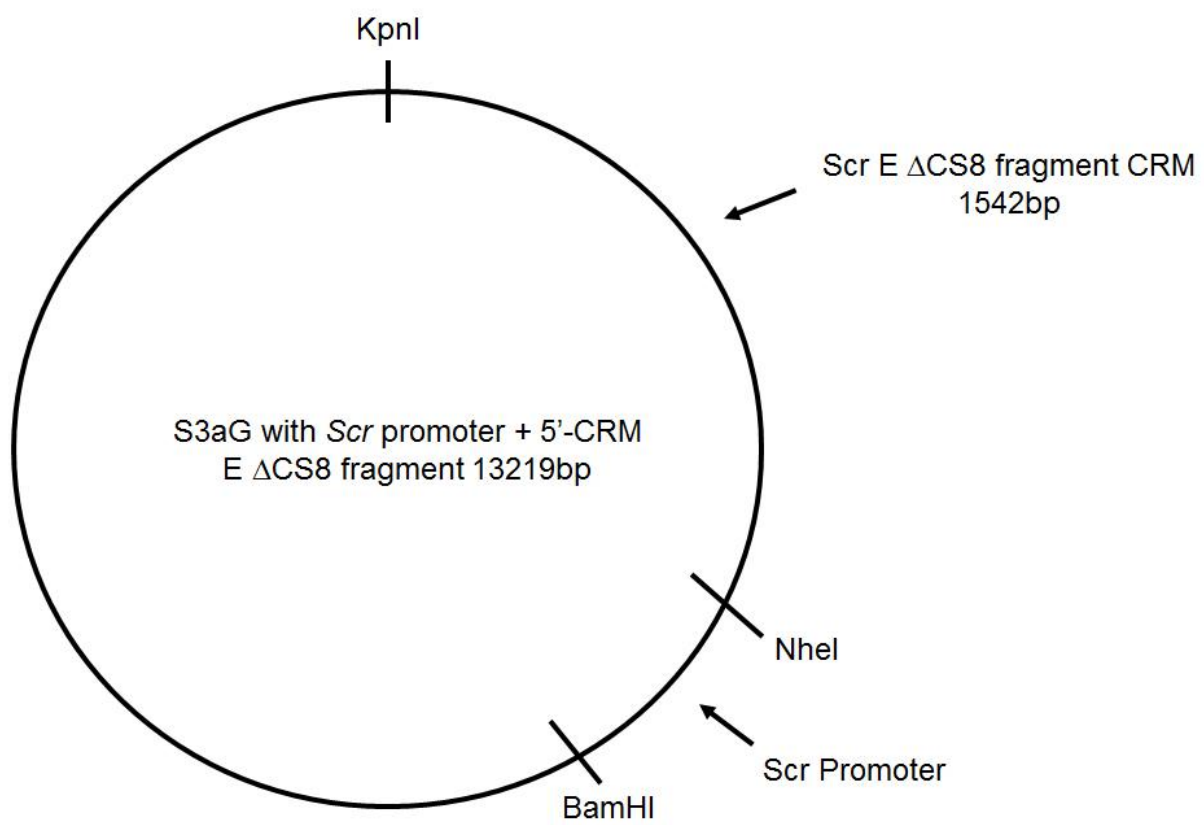 KpnI
Scr E ΔCS8 fragment CRM
1542bp
S3aG with Scr promoter + 5’-CRM
E ΔCS8 fragment 13219bp
NheI
Scr Promoter
BamHI